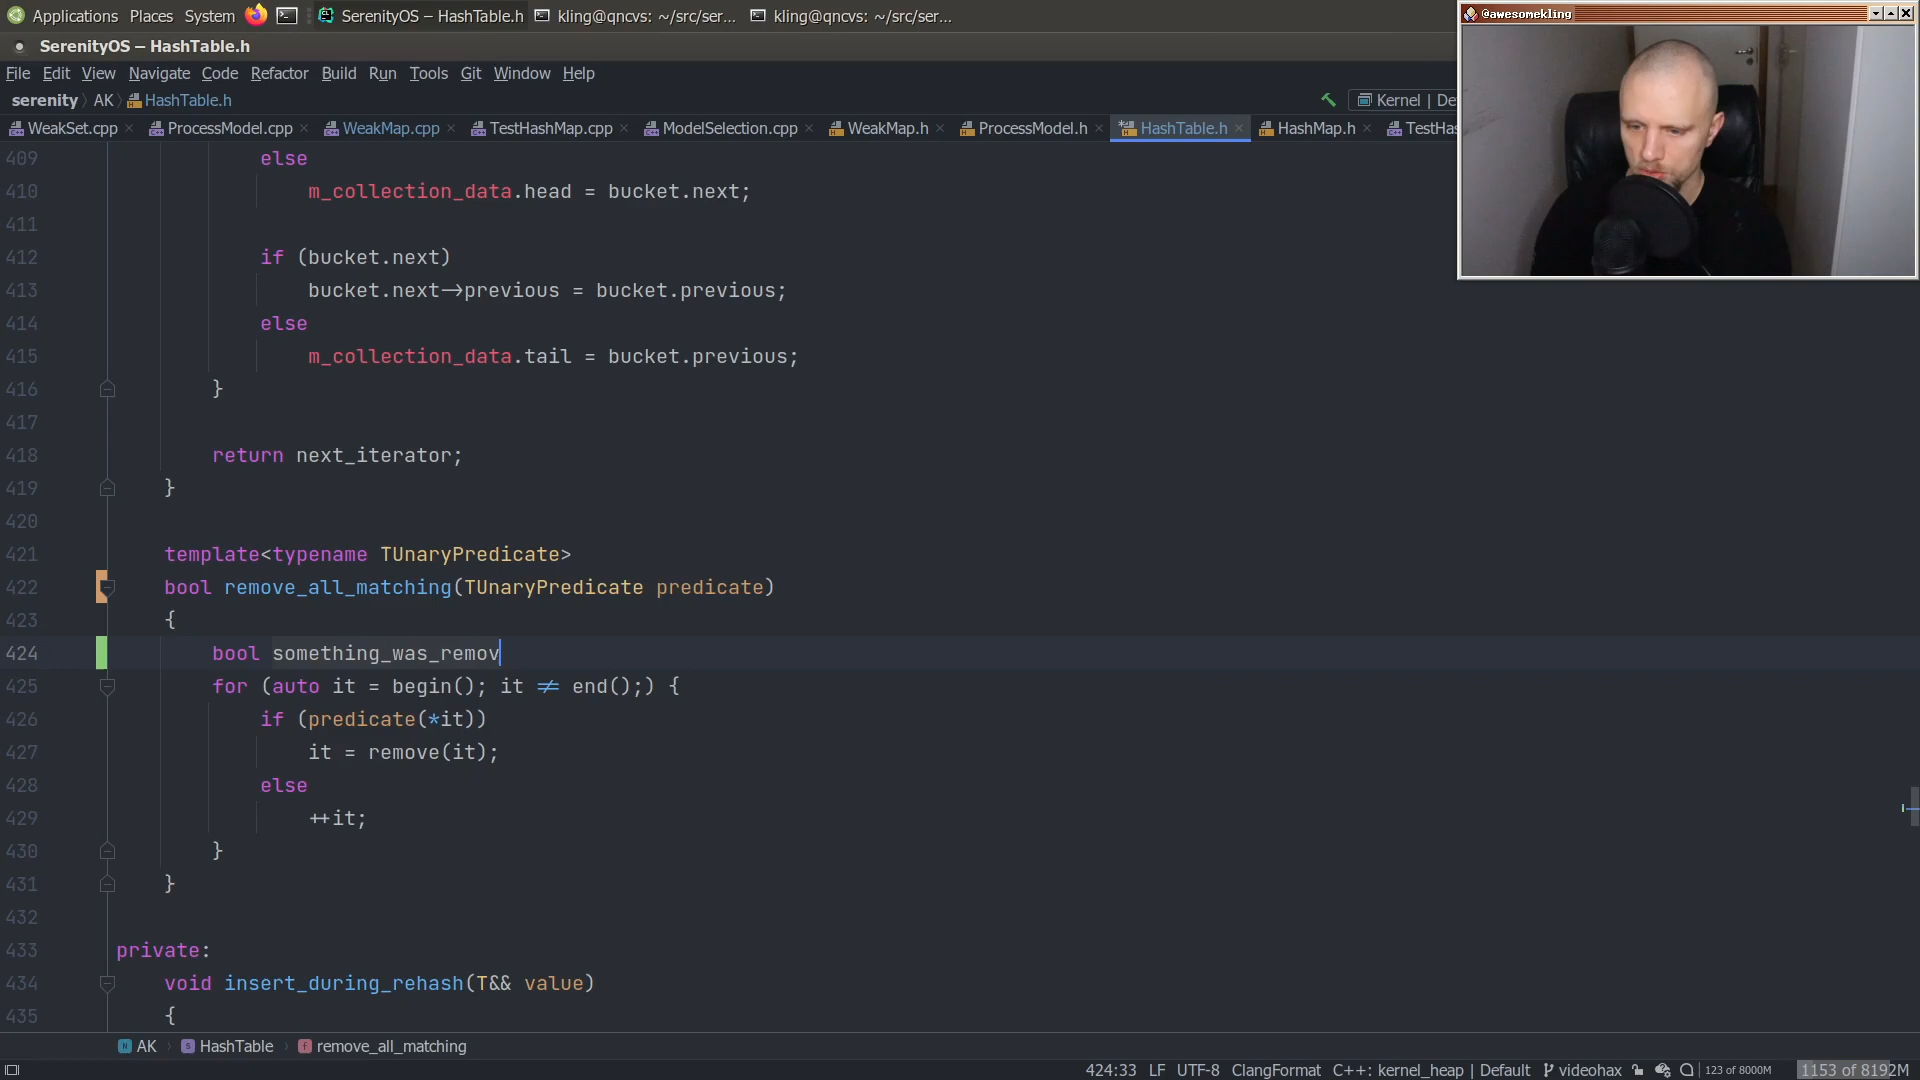 Applications Places System SerenityOS – HashTable.h kling@qncvs: ~/src/ser... kling@qncvs: ~/src/ser...
@awesomekling
SerenityOS – HashTable.h
File Edit View Navigate Code Refactor Build Run Tools Git Window Help
serenity AK HashTable.h Kernel | De
WeakSet.cpp ProcessModel.cpp WeakMap.cpp TestHashMap.cpp ModelSelection.cpp WeakMap.h ProcessModel.h HashTable.h HashMap.h TestHas
409 else
410 m_collection_data.head = bucket.next;
411
412 if (bucket.next)
413 bucket.next->previous = bucket.previous;
414 else
415 m_collection_data.tail = bucket.previous;
416 }
417
418 return next_iterator;
419 }
420
421 template<typename TUnaryPredicate>
422 bool remove_all_matching(TUnaryPredicate predicate)
423 {
424 bool something_was_remov
425 for (auto it = begin(); it != end();) {
426 if (predicate(*it))
427 it = remove(it);
428 else
429 ++it;
430 }
431 }
432
433 private:
434 void insert_during_rehash(T&& value)
435 {
AK HashTable remove_all_matching
424:33 LF UTF-8 ClangFormat C++: kernel_heap | Default videohax 123 of 8000M 1153 of 8192M